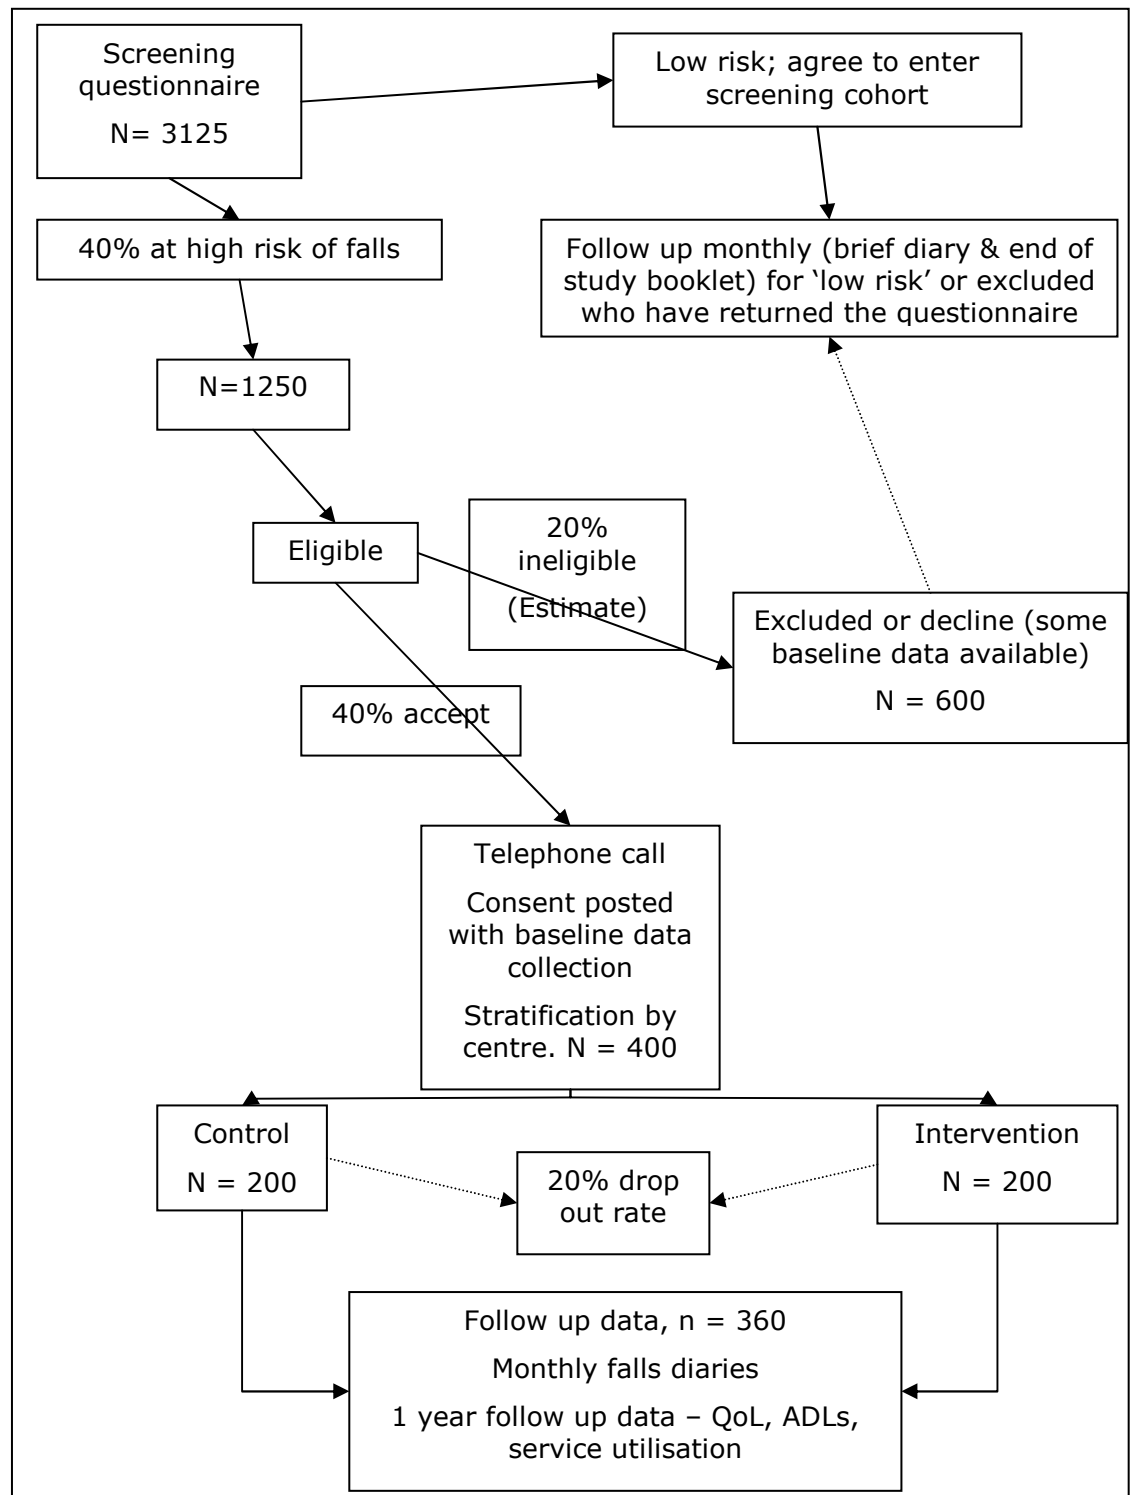 Screening
questionnaire
N= 3125
Low risk; agree to enter
screening cohort
40% at high risk of falls
Follow up monthly (brief diary & end of
study booklet) for ‘low risk’ or excluded
who have returned the questionnaire
N=1250
Eligible
20%
ineligible
(Estimate)
Excluded or decline (some
baseline data available)
N = 600
40% accept
Telephone call
Consent posted
with baseline data
collection
Stratification by
centre. N = 400
Control
N = 200
20% drop
out rate
Intervention
N = 200
Follow up data, n = 360
Monthly falls diaries
1 year follow up data – QoL, ADLs,
service utilisation